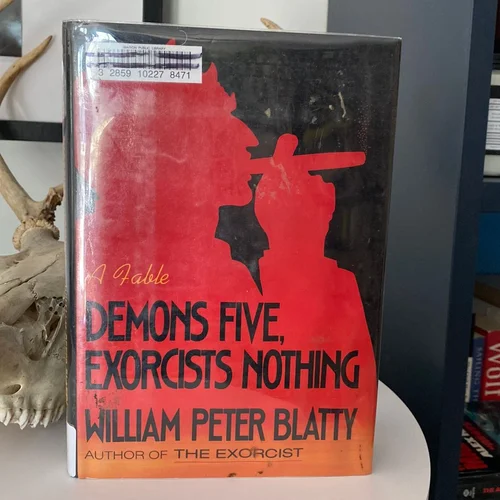 3 2859 10227 8471
A Fable
DEMONS FIVE,
EXORCISTS NOTHING
WILLIAM PETER BLATTY
AUTHOR OF THE EXORCIST